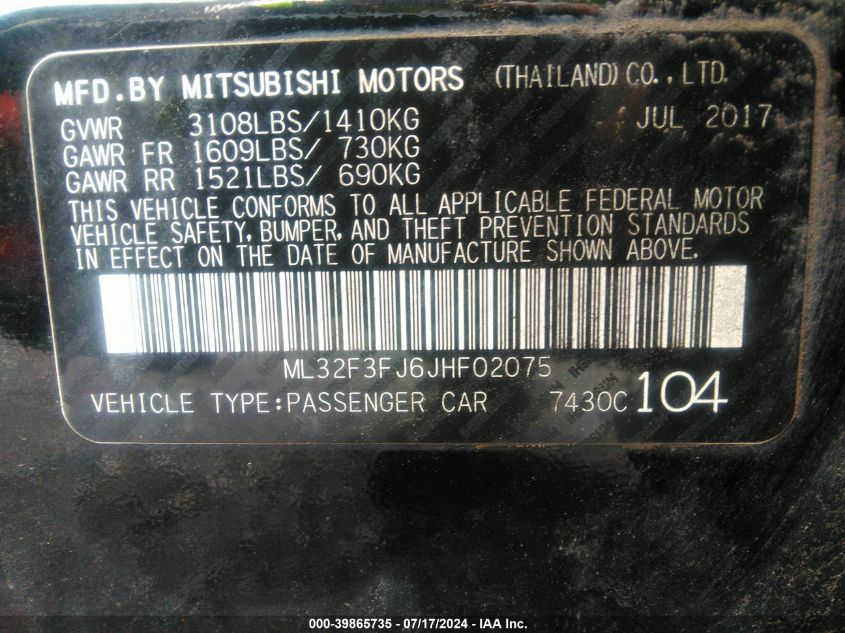 MFD.BY MITSUBISHI MOTORS (THAILAND) CO., LTD.
GVWR 3108LBS/1410KG JUL 2017
GAWR FR 1609LBS/ 730KG
GAWR RR 1521LBS/ 690KG
THIS VEHICLE CONFORMS TO ALL APPLICABLE FEDERAL MOTOR
VEHICLE SAFETY, BUMPER, AND THEFT PREVENTION STANDARDS
IN EFFECT ON THE DATE OF MANUFACTURE SHOWN ABOVE.
ML32F3FJ6JHF02075
VEHICLE TYPE:PASSENGER CAR 7430C 104
000-39865735 - 07/17/2024 - IAA Inc.